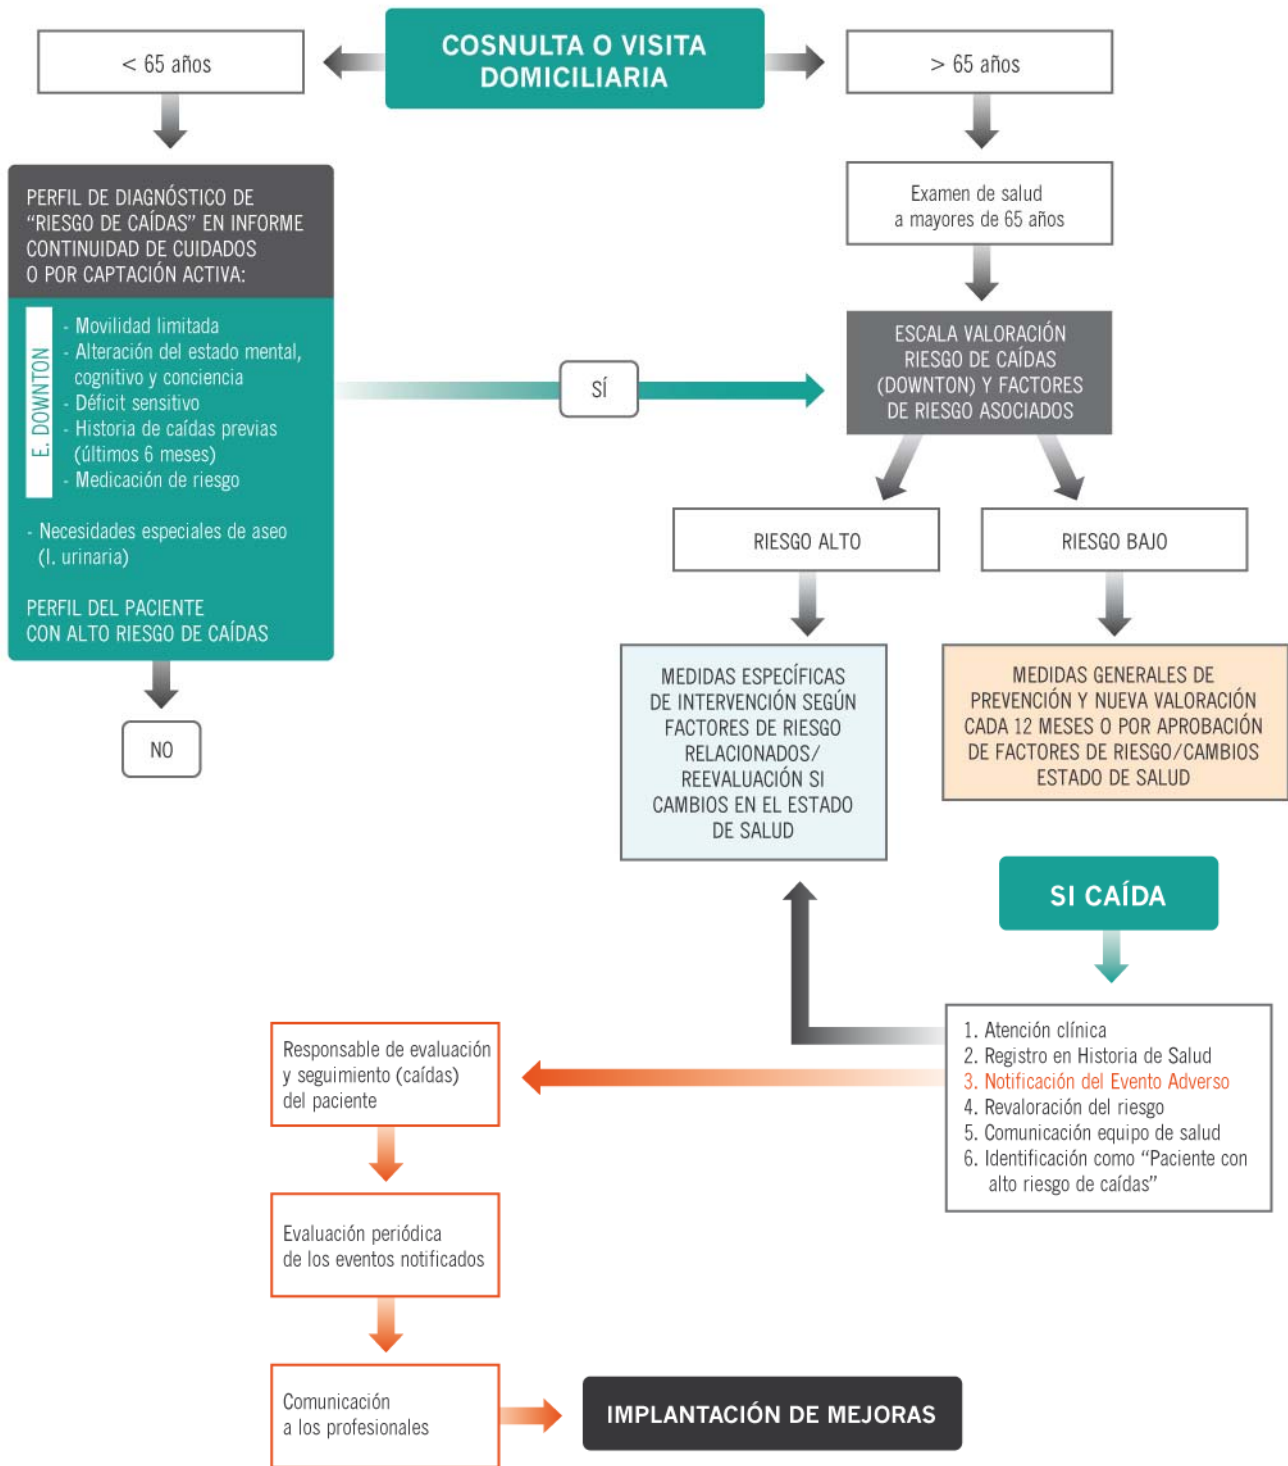 COSNULTA O VISITA
DOMICILIARIA
< 65 años
> 65 años
PERFIL DE DIAGNÓSTICO DE
“RIESGO DE CAÍDAS” EN INFORME
CONTINUIDAD DE CUIDADOS
O POR CAPTACIÓN ACTIVA:
E. DOWNTON
- Movilidad limitada
- Alteración del estado mental,
cognitivo y conciencia
- Déficit sensitivo
- Historia de caídas previas
(últimos 6 meses)
- Medicación de riesgo
- Necesidades especiales de aseo
(I. urinaria)
PERFIL DEL PACIENTE
CON ALTO RIESGO DE CAÍDAS
NO
SÍ
Examen de salud
a mayores de 65 años
ESCALA VALORACIÓN
RIESGO DE CAÍDAS
(DOWNTON) Y FACTORES
DE RIESGO ASOCIADOS
RIESGO ALTO
RIESGO BAJO
MEDIDAS ESPECÍFICAS
DE INTERVENCIÓN SEGÚN
FACTORES DE RIESGO
RELACIONADOS/
REEVALUACIÓN SI
CAMBIOS EN EL ESTADO
DE SALUD
MEDIDAS GENERALES DE
PREVENCIÓN Y NUEVA VALORACIÓN
CADA 12 MESES O POR APROBACIÓN
DE FACTORES DE RIESGO/CAMBIOS
ESTADO DE SALUD
SI CAÍDA
1. Atención clínica
2. Registro en Historia de Salud
3. Notificación del Evento Adverso
4. Revaloración del riesgo
5. Comunicación equipo de salud
6. Identificación como “Paciente con
alto riesgo de caídas”
Responsable de evaluación
y seguimiento (caídas)
del paciente
Evaluación periódica
de los eventos notificados
Comunicación
a los profesionales
IMPLANTACIÓN DE MEJORAS